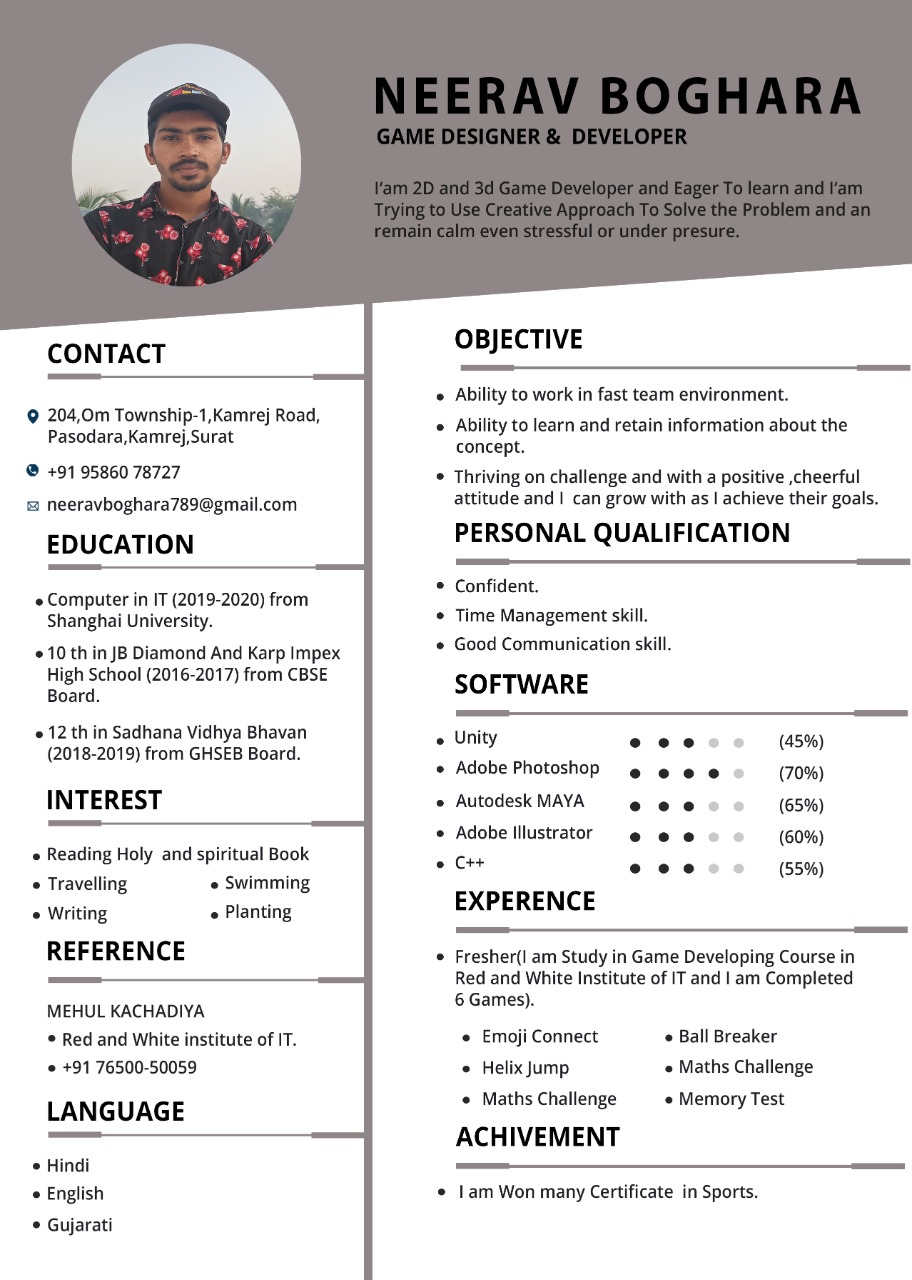 NEERAV BOGHARA
GAME DESIGNER &  DEVELOPER
I'am 2D and 3d Game Developer and Eager To learn and I'am
Trying to Use Creative Approach To Solve the Problem and an
remain calm even stressful or under presure.
CONTACT
204,Om Township-1,Kamrej Road,
Pasodara,Kamrej,Surat
+91 95860 78727
neeravboghara789@gmail.com
EDUCATION
Computer in IT (2019-2020) from
Shanghai University.
10 th in JB Diamond And Karp Impex
High School (2016-2017) from CBSE
Board.
12 th in Sadhana Vidhya Bhavan
(2018-2019) from GHSEB Board.
INTEREST
Reading Holy  and spiritual Book
Travelling
Swimming
Writing
Planting
REFERENCE
MEHUL KACHADIYA
Red and White institute of IT.
+91 76500-50059
LANGUAGE
Hindi
English
Gujarati
OBJECTIVE
Ability to work in fast team environment.
Ability to learn and retain information about the
concept.
Thriving on challenge and with a positive ,cheerful
attitude and I  can grow with as I achieve their goals.
PERSONAL QUALIFICATION
Confident.
Time Management skill.
Good Communication skill.
SOFTWARE
Unity (45%)
Adobe Photoshop (70%)
Autodesk MAYA (65%)
Adobe Illustrator (60%)
C++ (55%)
EXPERENCE
Fresher(I am Study in Game Developing Course in
Red and White Institute of IT and I am Completed
6 Games).
Emoji Connect
Ball Breaker
Helix Jump
Maths Challenge
Maths Challenge
Memory Test
ACHIVEMENT
I am Won many Certificate  in Sports.